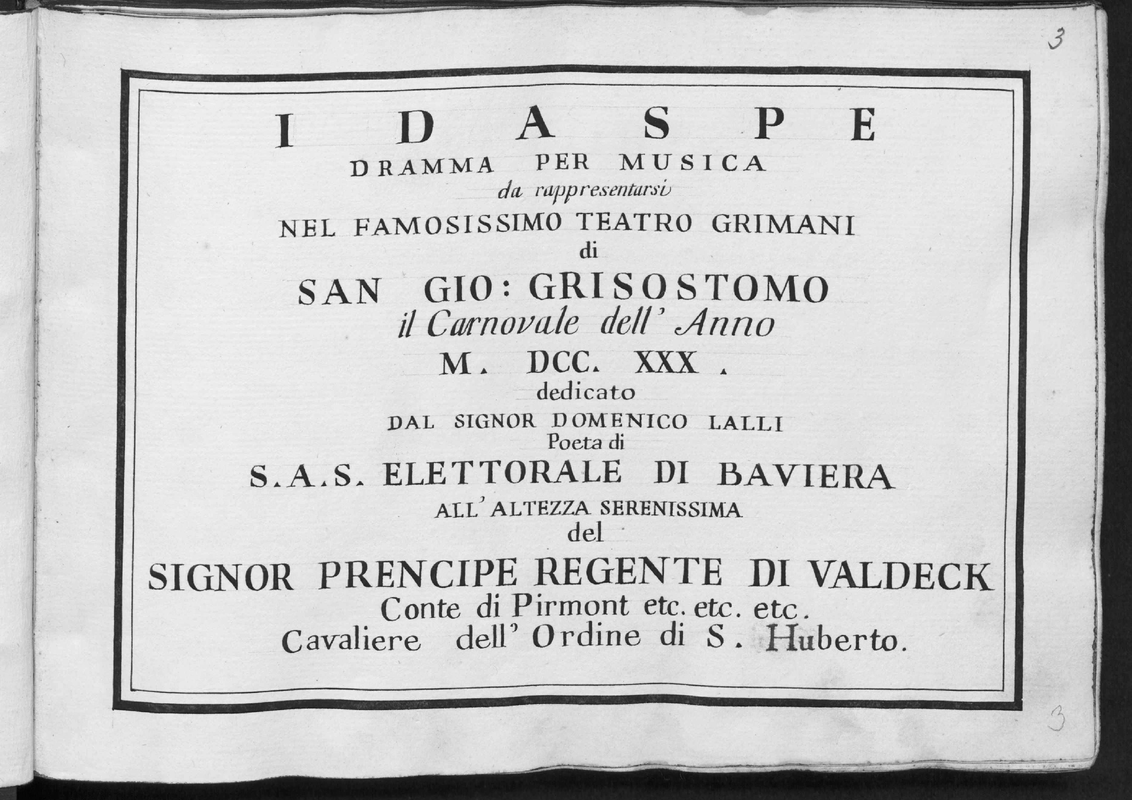 3
I D A S P E
DRAMMA PER MUSICA
da rappresentarsi
NEL FAMOSISSIMO TEATRO GRIMANI
di
SAN GIO: GRISOSTOMO
il Carnovale dell' Anno
M. DCC. XXX.
dedicato
DAL SIGNOR DOMENICO LALLI
Poeta di
S.A.S. ELETTORALE DI BAVIERA
ALL' ALTEZZA SERENISSIMA
del
SIGNOR PRENCIPE REGENTE DI VALDECK
Conte di Pirmont etc. etc. etc.
Cavaliere dell' Ordine di S. Huberto.
3